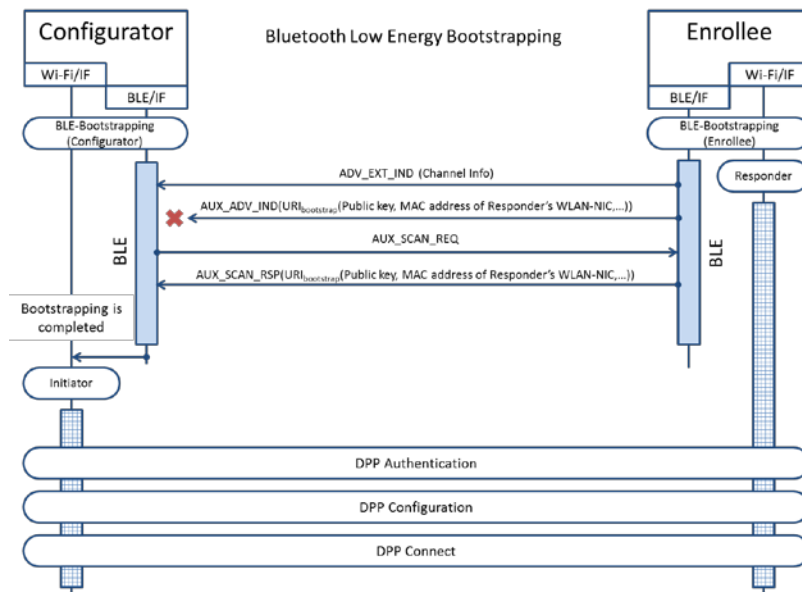 Configurator
Bluetooth Low Energy Bootstrapping
Enrollee
Wi-Fi/IF
BLE/IF
BLE/IF
Wi-Fi/IF
BLE-Bootstrapping
(Configurator)
BLE-Bootstrapping
(Enrollee)
ADV_EXT_IND (Channel Info)
Responder
AUX_ADV_IND(URIbootstrap(Public key, MAC address of Responder's WLAN-NIC,...))
AUX_SCAN_REQ
BLE
BLE
AUX_SCAN_RSP(URIbootstrap(Public key, MAC address of Responder's WLAN-NIC,...))
Bootstrapping is
completed
Initiator
DPP Authentication
DPP Configuration
DPP Connect